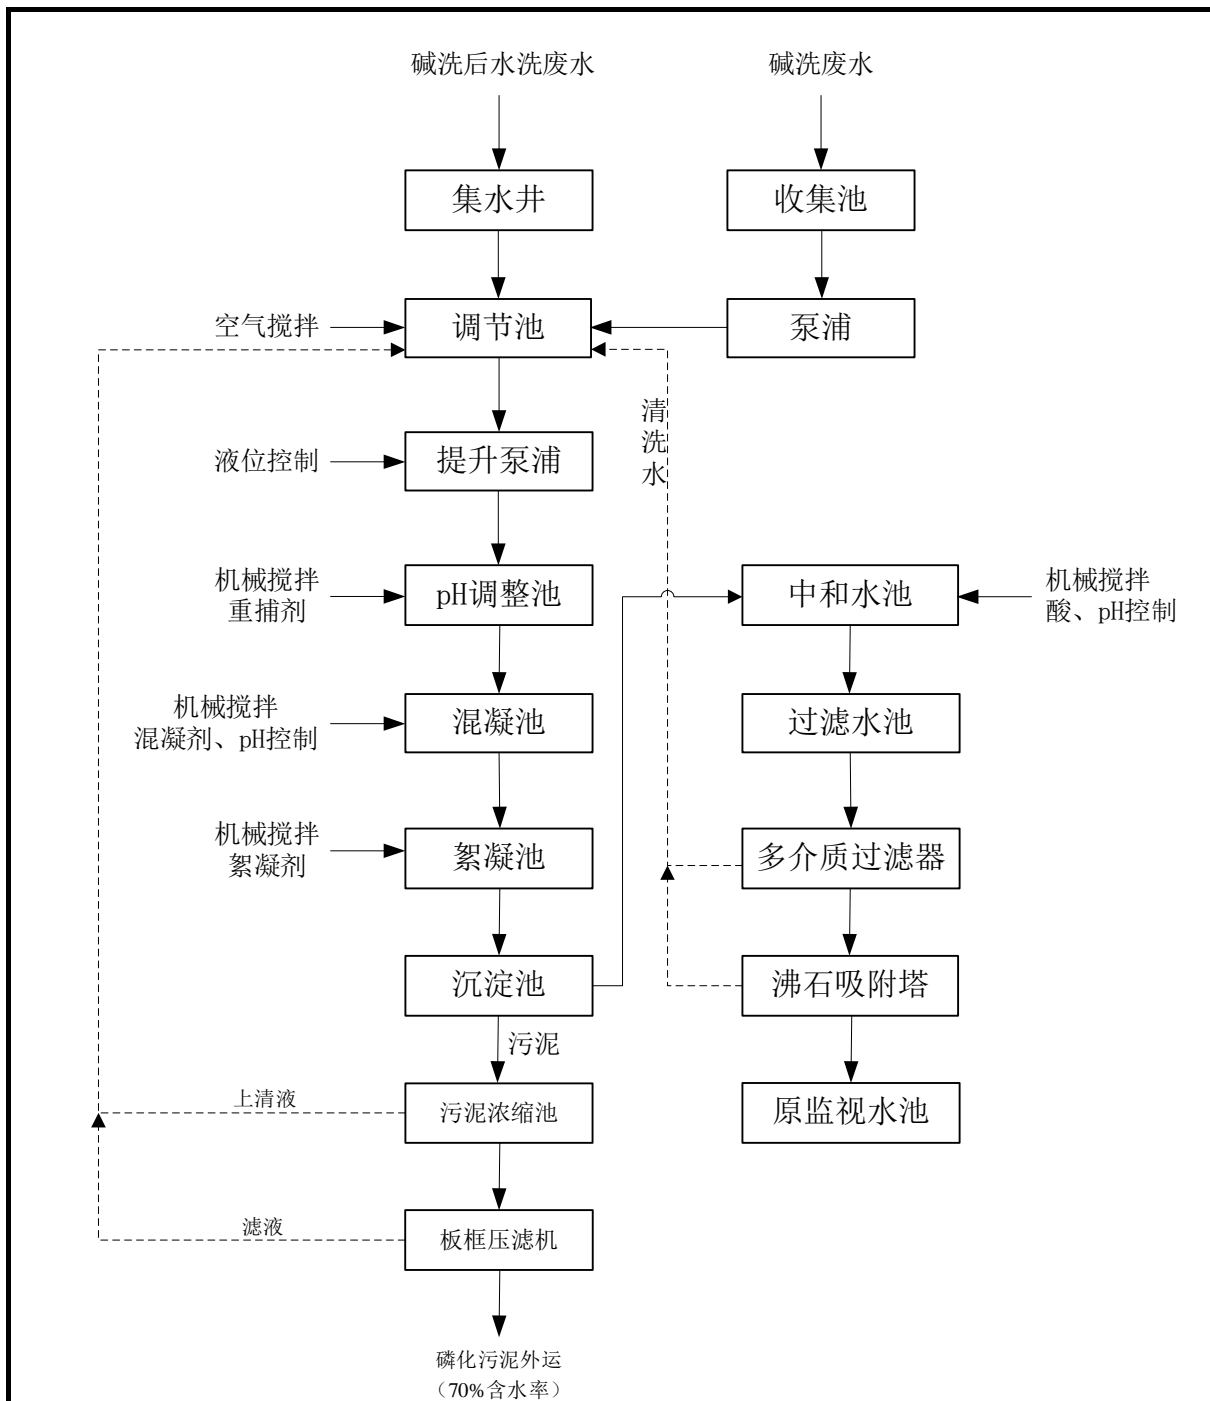 碱洗后水洗废水
碱洗废水
集水井
收集池
空气搅拌
调节池
泵浦
清洗水
液位控制
提升泵浦
机械搅拌
重捕剂
pH调整池
中和水池
机械搅拌
酸、pH控制
机械搅拌
混凝剂、pH控制
混凝池
过滤水池
机械搅拌
絮凝剂
絮凝池
多介质过滤器
沉淀池
沸石吸附塔
污泥
上清液
污泥浓缩池
原监视水池
滤液
板框压滤机
磷化污泥外运
（70%含水率）